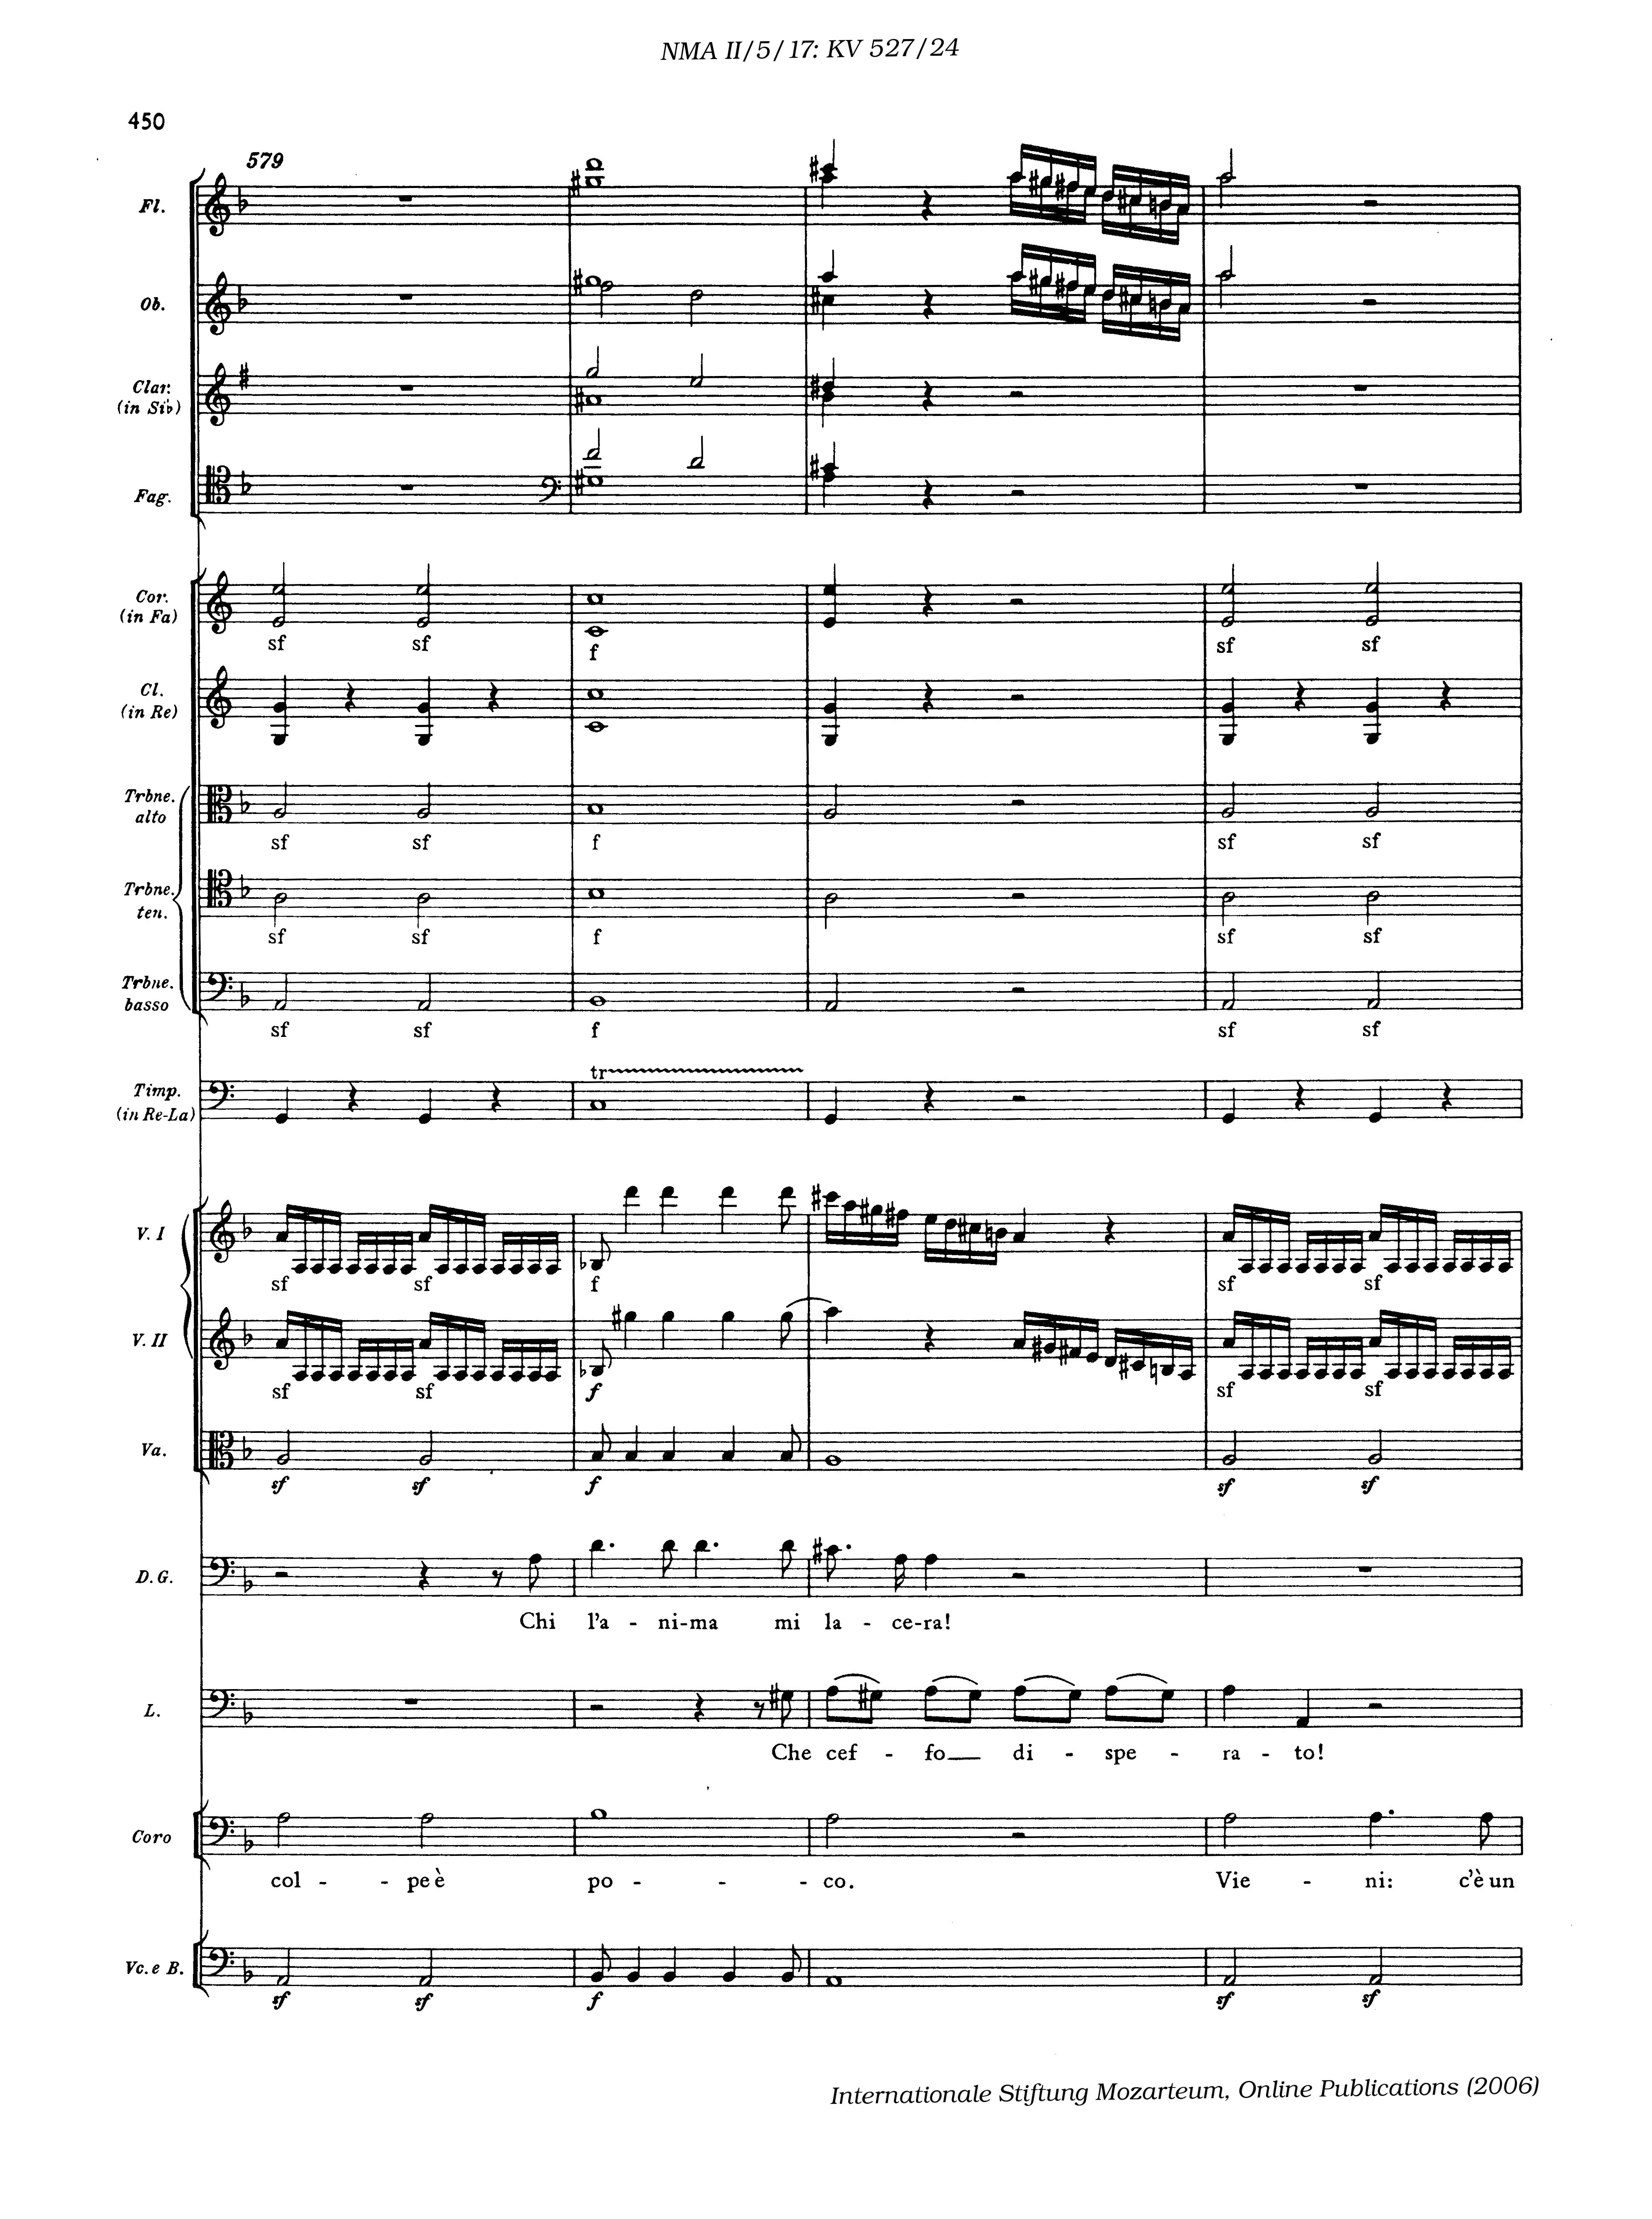 NMA II/5/17: KV 527/24
450
579
Fl.
Ob.
Clar.
(in Si♭)
Fag.
Cor.
(in Fa)
sf sf f sf sf
Cl.
(in Re)
Trbne.
alto
sf sf f sf sf
Trbne.
ten.
sf sf f sf sf
Trbne.
basso
sf sf f sf sf
tr
Timp.
(in Re-La)
V. I
sf sf f sf sf
V. II
sf sf f sf sf
Va.
sf sf f sf sf
D. G.
Chi l'a - ni-ma mi la - ce-ra!
L.
Che cef - fo di - spe - ra - to!
Coro
col - - pe è po - - - co. Vie - ni: c'è un
Vc. e B.
sf sf f sf sf
Internationale Stiftung Mozarteum, Online Publications (2006)